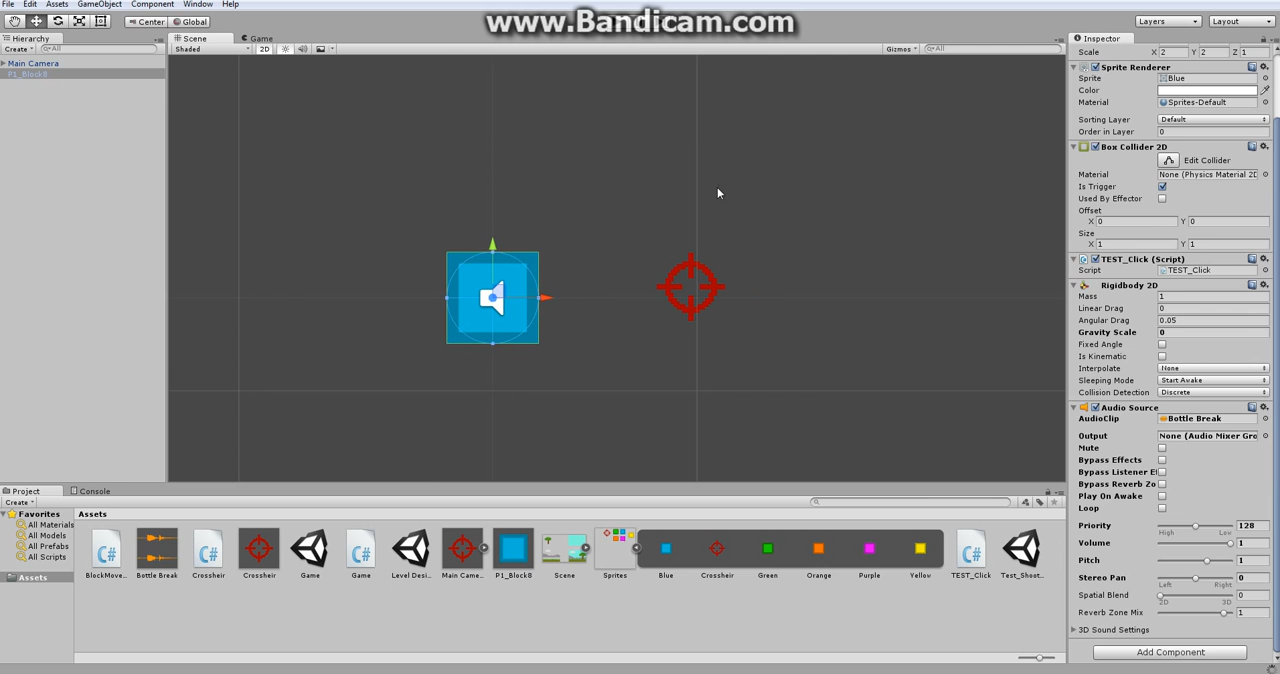 www.Bandicam.com
File Edit Assets GameObject Component Window Help
Center Global Layers Layout
Hierarchy
Create All
Main Camera
P1_Block8
Scene Game
Shaded 2D Gizmos All
Inspector
Scale X 2 Y 2 Z 1
Sprite Renderer
Sprite Blue
Color
Material Sprites-Default
Sorting Layer Default
Order in Layer 0
Box Collider 2D
Edit Collider
Material None (Physics Material 2D
Is Trigger
Used By Effector
Offset
X 0 Y 0
Size
X 1 Y 1
TEST_Click (Script)
Script TEST_Click
Rigidbody 2D
Mass 1
Linear Drag 0
Angular Drag 0.05
Gravity Scale 0
Fixed Angle
Is Kinematic
Interpolate None
Sleeping Mode Start Awake
Collision Detection Discrete
Audio Source
AudioClip Bottle Break
Output None (Audio Mixer Gro
Mute
Bypass Effects
Bypass Listener Ef
Bypass Reverb Zo
Play On Awake
Loop
Priority 128
High Low
Volume 1
Pitch 1
Stereo Pan 0
Left Right
Spatial Blend 0
2D 3D
Reverb Zone Mix 1
3D Sound Settings
Add Component
Project Console
Create
Favorites
All Materials
All Models
All Prefabs
All Scripts
Assets
Assets
C# C# C# C#
BlockMove... Bottle Break Crossheir Crossheir Game Game Level Desi... Main Came... P1_Block8 Scene Sprites Blue Crossheir Green Orange Purple Yellow TEST_Click Test_Shoot...